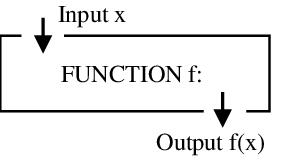 Input x
FUNCTION f:
Output f(x)